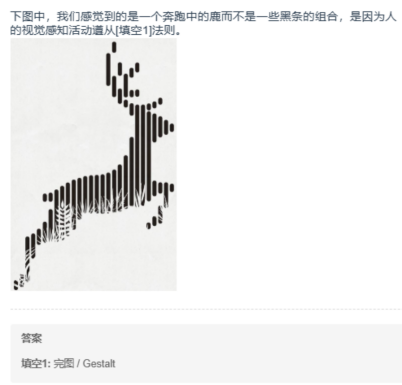 下图中，我们感觉到的是一个奔跑中的鹿而不是一些黑条的组合，是因为人
的视觉感知活动遵从[填空1]法则。
答案
填空1: 完图 / Gestalt